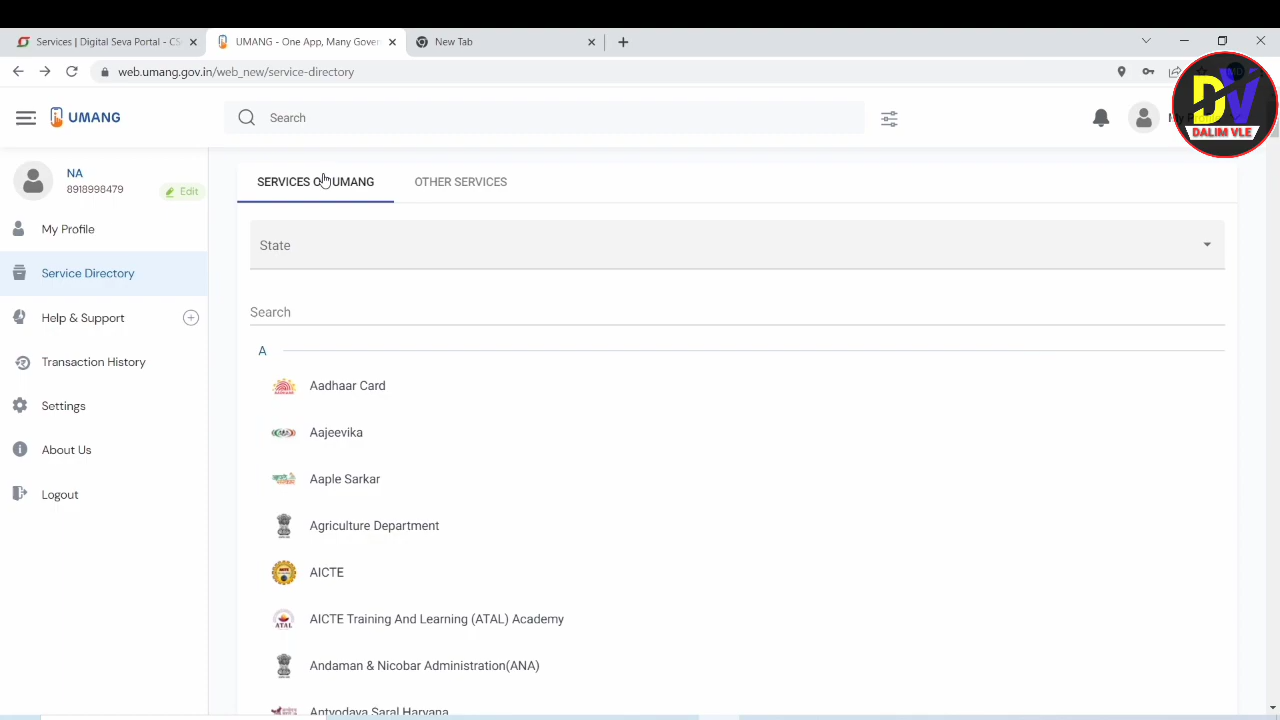 Services | Digital Seva Portal - CS
UMANG - One App, Many Gover
New Tab
web.umang.gov.in/web_new/service-directory
UMANG
Search
DV
DALIM VLE
NA
8918998479
Edit
My Profile
Service Directory
Help & Support
Transaction History
Settings
About Us
Logout
SERVICES ON UMANG
OTHER SERVICES
State
Search
A
Aadhaar Card
Aajeevika
Aaple Sarkar
Agriculture Department
AICTE
AICTE Training And Learning (ATAL) Academy
Andaman & Nicobar Administration(ANA)
Antyodaya Saral Haryana